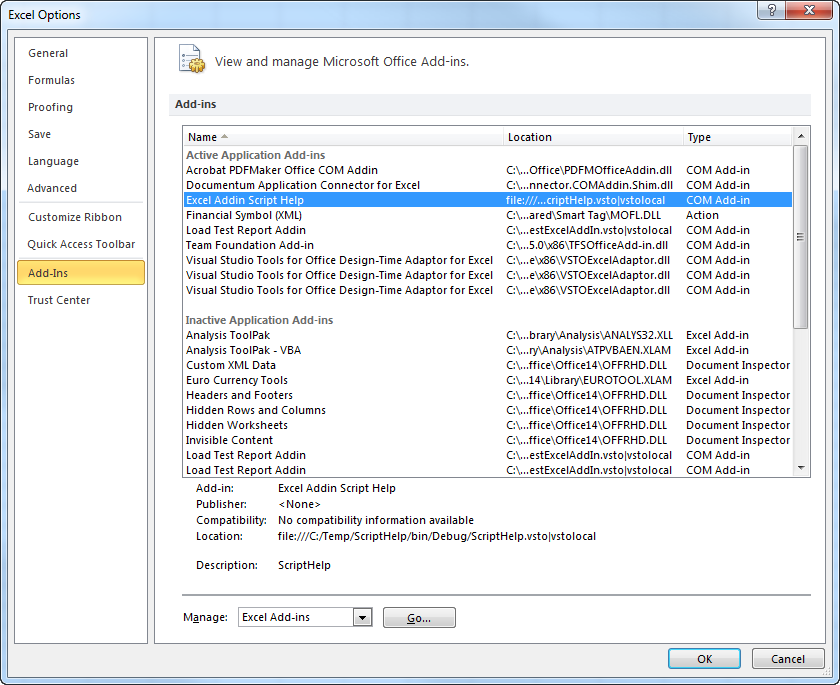 Excel Options
?
General
Formulas
Proofing
Save
Language
Advanced
Customize Ribbon
Quick Access Toolbar
Add-Ins
Trust Center
View and manage Microsoft Office Add-ins.
Add-ins
Name Location Type
Active Application Add-ins
Acrobat PDFMaker Office COM Addin C:\...Office\PDFMOfficeAddin.dll COM Add-in
Documentum Application Connector for Excel C:\...nnector.COMAddin.Shim.dll COM Add-in
Excel Addin Script Help file:///...criptHelp.vsto|vstolocal COM Add-in
Financial Symbol (XML) C:\...ared\Smart Tag\MOFL.DLL Action
Load Test Report Addin C:\...estExcelAddIn.vsto|vstolocal COM Add-in
Team Foundation Add-in C:\...5.0\x86\TFSOfficeAdd-in.dll COM Add-in
Visual Studio Tools for Office Design-Time Adaptor for Excel C:\...e\x86\VSTOExcelAdaptor.dll COM Add-in
Visual Studio Tools for Office Design-Time Adaptor for Excel C:\...e\x86\VSTOExcelAdaptor.dll COM Add-in
Visual Studio Tools for Office Design-Time Adaptor for Excel C:\...e\x86\VSTOExcelAdaptor.dll COM Add-in
Inactive Application Add-ins
Analysis ToolPak C:\...brary\Analysis\ANALYS32.XLL Excel Add-in
Analysis ToolPak - VBA C:\...ry\Analysis\ATPVBAEN.XLAM Excel Add-in
Custom XML Data C:\...ffice\Office14\OFFRHD.DLL Document Inspector
Euro Currency Tools C:\...14\Library\EUROTOOL.XLAM Excel Add-in
Headers and Footers C:\...ffice\Office14\OFFRHD.DLL Document Inspector
Hidden Rows and Columns C:\...ffice\Office14\OFFRHD.DLL Document Inspector
Hidden Worksheets C:\...ffice\Office14\OFFRHD.DLL Document Inspector
Invisible Content C:\...ffice\Office14\OFFRHD.DLL Document Inspector
Load Test Report Addin C:\...estExcelAddIn.vsto|vstolocal COM Add-in
Load Test Report Addin C:\...estExcelAddIn.vsto|vstolocal COM Add-in
Add-in: Excel Addin Script Help
Publisher: <None>
Compatibility: No compatibility information available
Location: file:///C:/Temp/ScriptHelp/bin/Debug/ScriptHelp.vsto|vstolocal
Description: ScriptHelp
Manage: Excel Add-ins Go...
OK Cancel